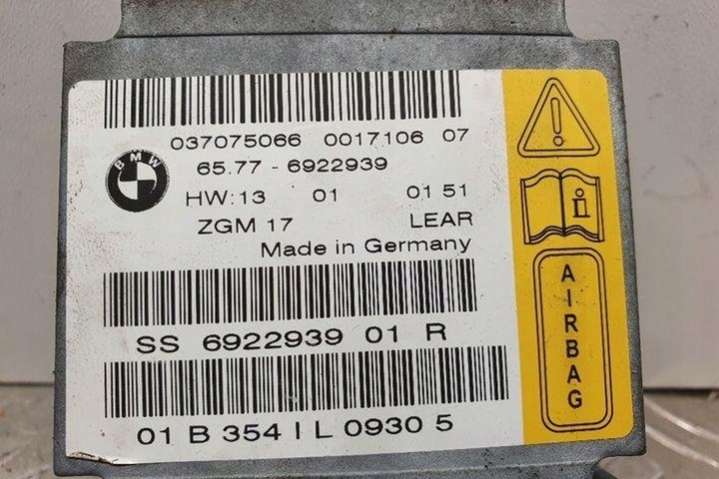 037075066 0017106 07
BMW
65.77 - 6922939
HW:13 01 01 51
ZGM 17 LEAR
Made in Germany
SS 6922939 01 R
01 B 354 I L 0930 5
AIRBAG